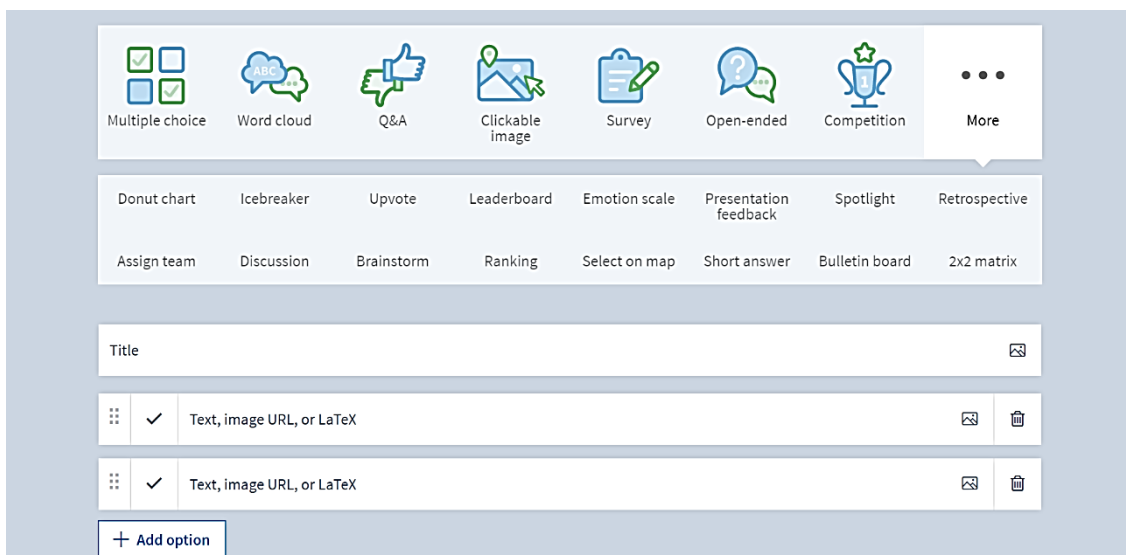 Multiple choice
ABC
Word cloud
Q&A
Clickable
image
Survey
?
Open-ended
1
Competition
More
Donut chart
Icebreaker
Upvote
Leaderboard
Emotion scale
Presentation
feedback
Spotlight
Retrospective
Assign team
Discussion
Brainstorm
Ranking
Select on map
Short answer
Bulletin board
2x2 matrix
Title
Text, image URL, or LaTeX
Text, image URL, or LaTeX
+ Add option